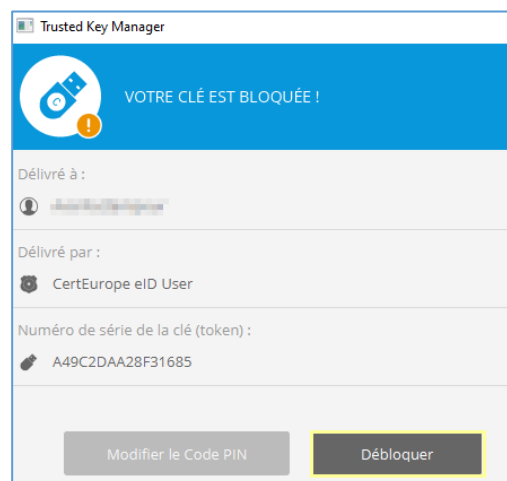 Trusted Key Manager
VOTRE CLÉ EST BLOQUÉE !
Délivré à :
Délivré par :
CertEurope eID User
Numéro de série de la clé (token) :
A49C2DAA28F31685
Modifier le Code PIN
Débloquer